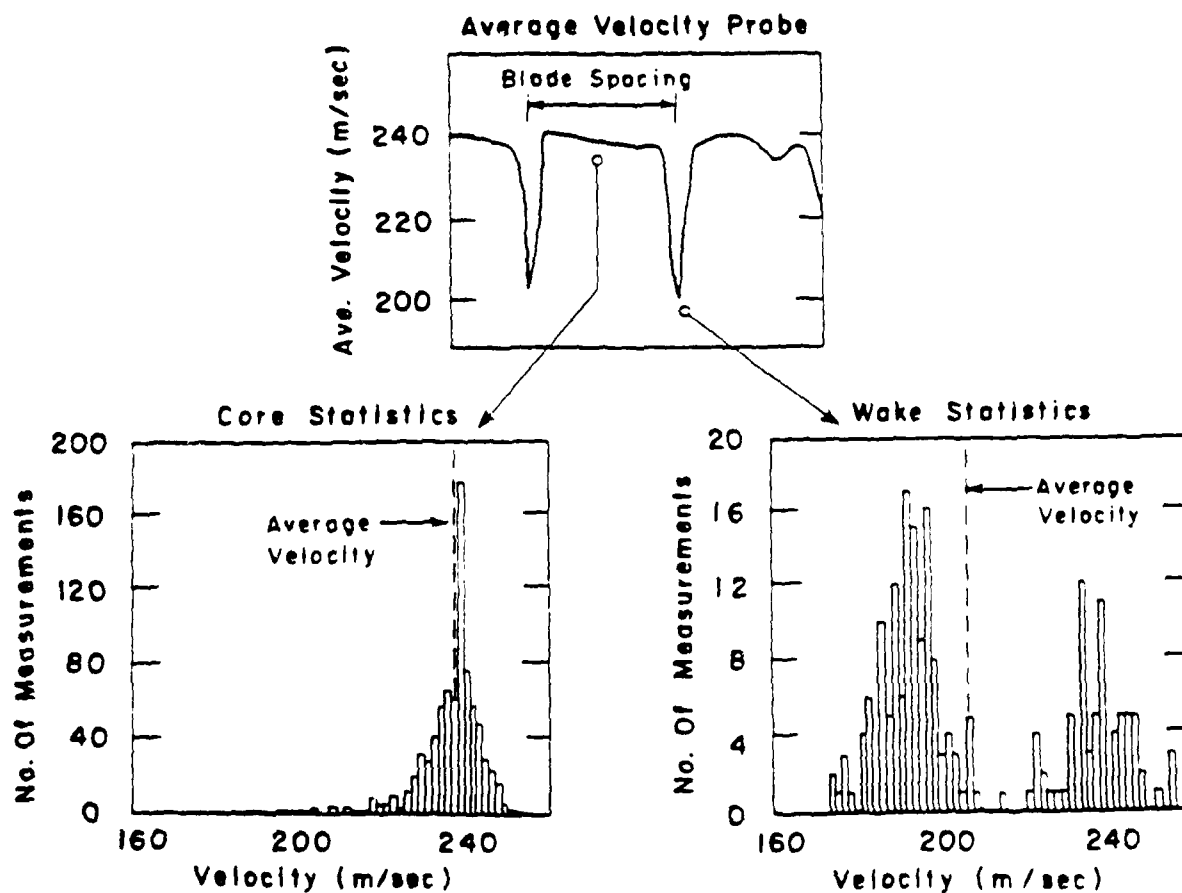 Average Velocity Probe
Blade Spacing
Ave. Velocity (m/sec)
240
220
200
Core Statistics
No. Of Measurements
200
160
120
80
40
0
Average
Velocity
160
200
240
Velocity (m/sec)
Wake Statistics
No. Of Measurements
20
16
12
8
4
0
Average
Velocity
160
200
240
Velocity (m/sec)